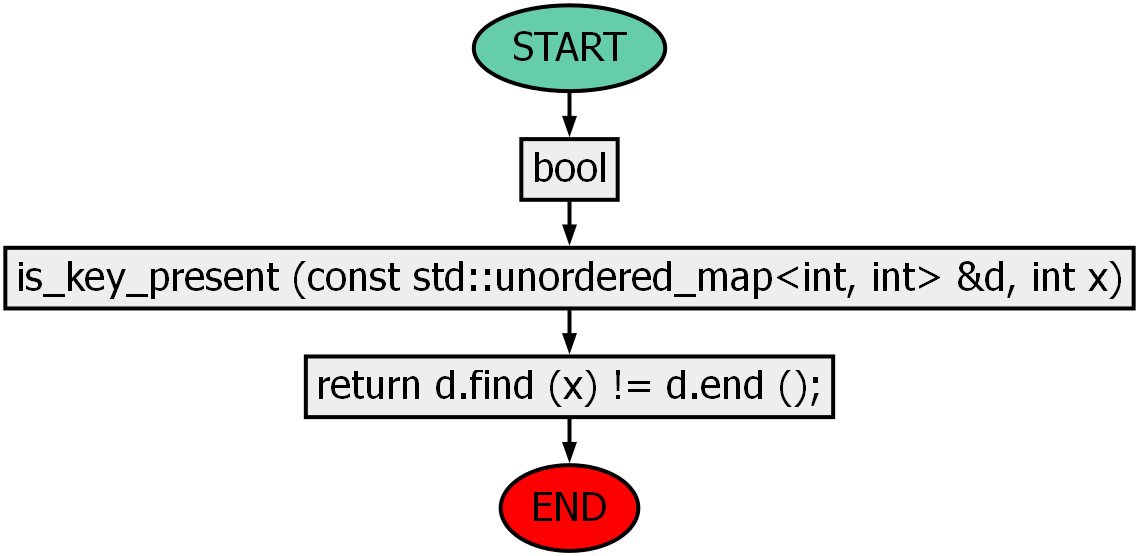 START
bool
is_key_present (const std::unordered_map<int, int> &d, int x)
return d.find (x) != d.end ();
END